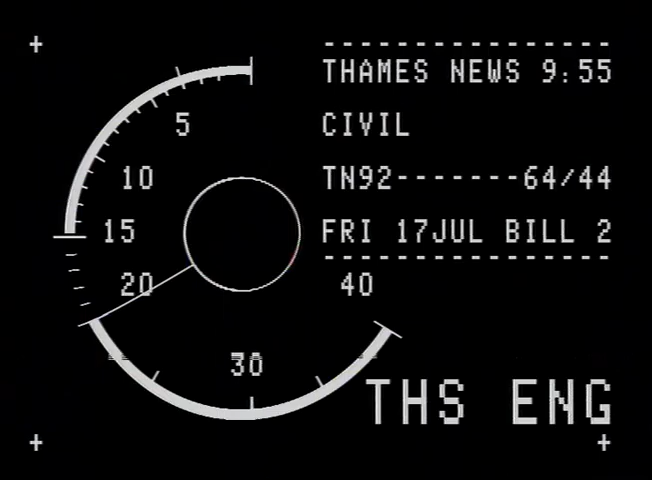 THAMES NEWS 9:55
CIVIL
TN92-------64/44
FRI 17JUL BILL 2
5
10
15
20
30
40
THS ENG